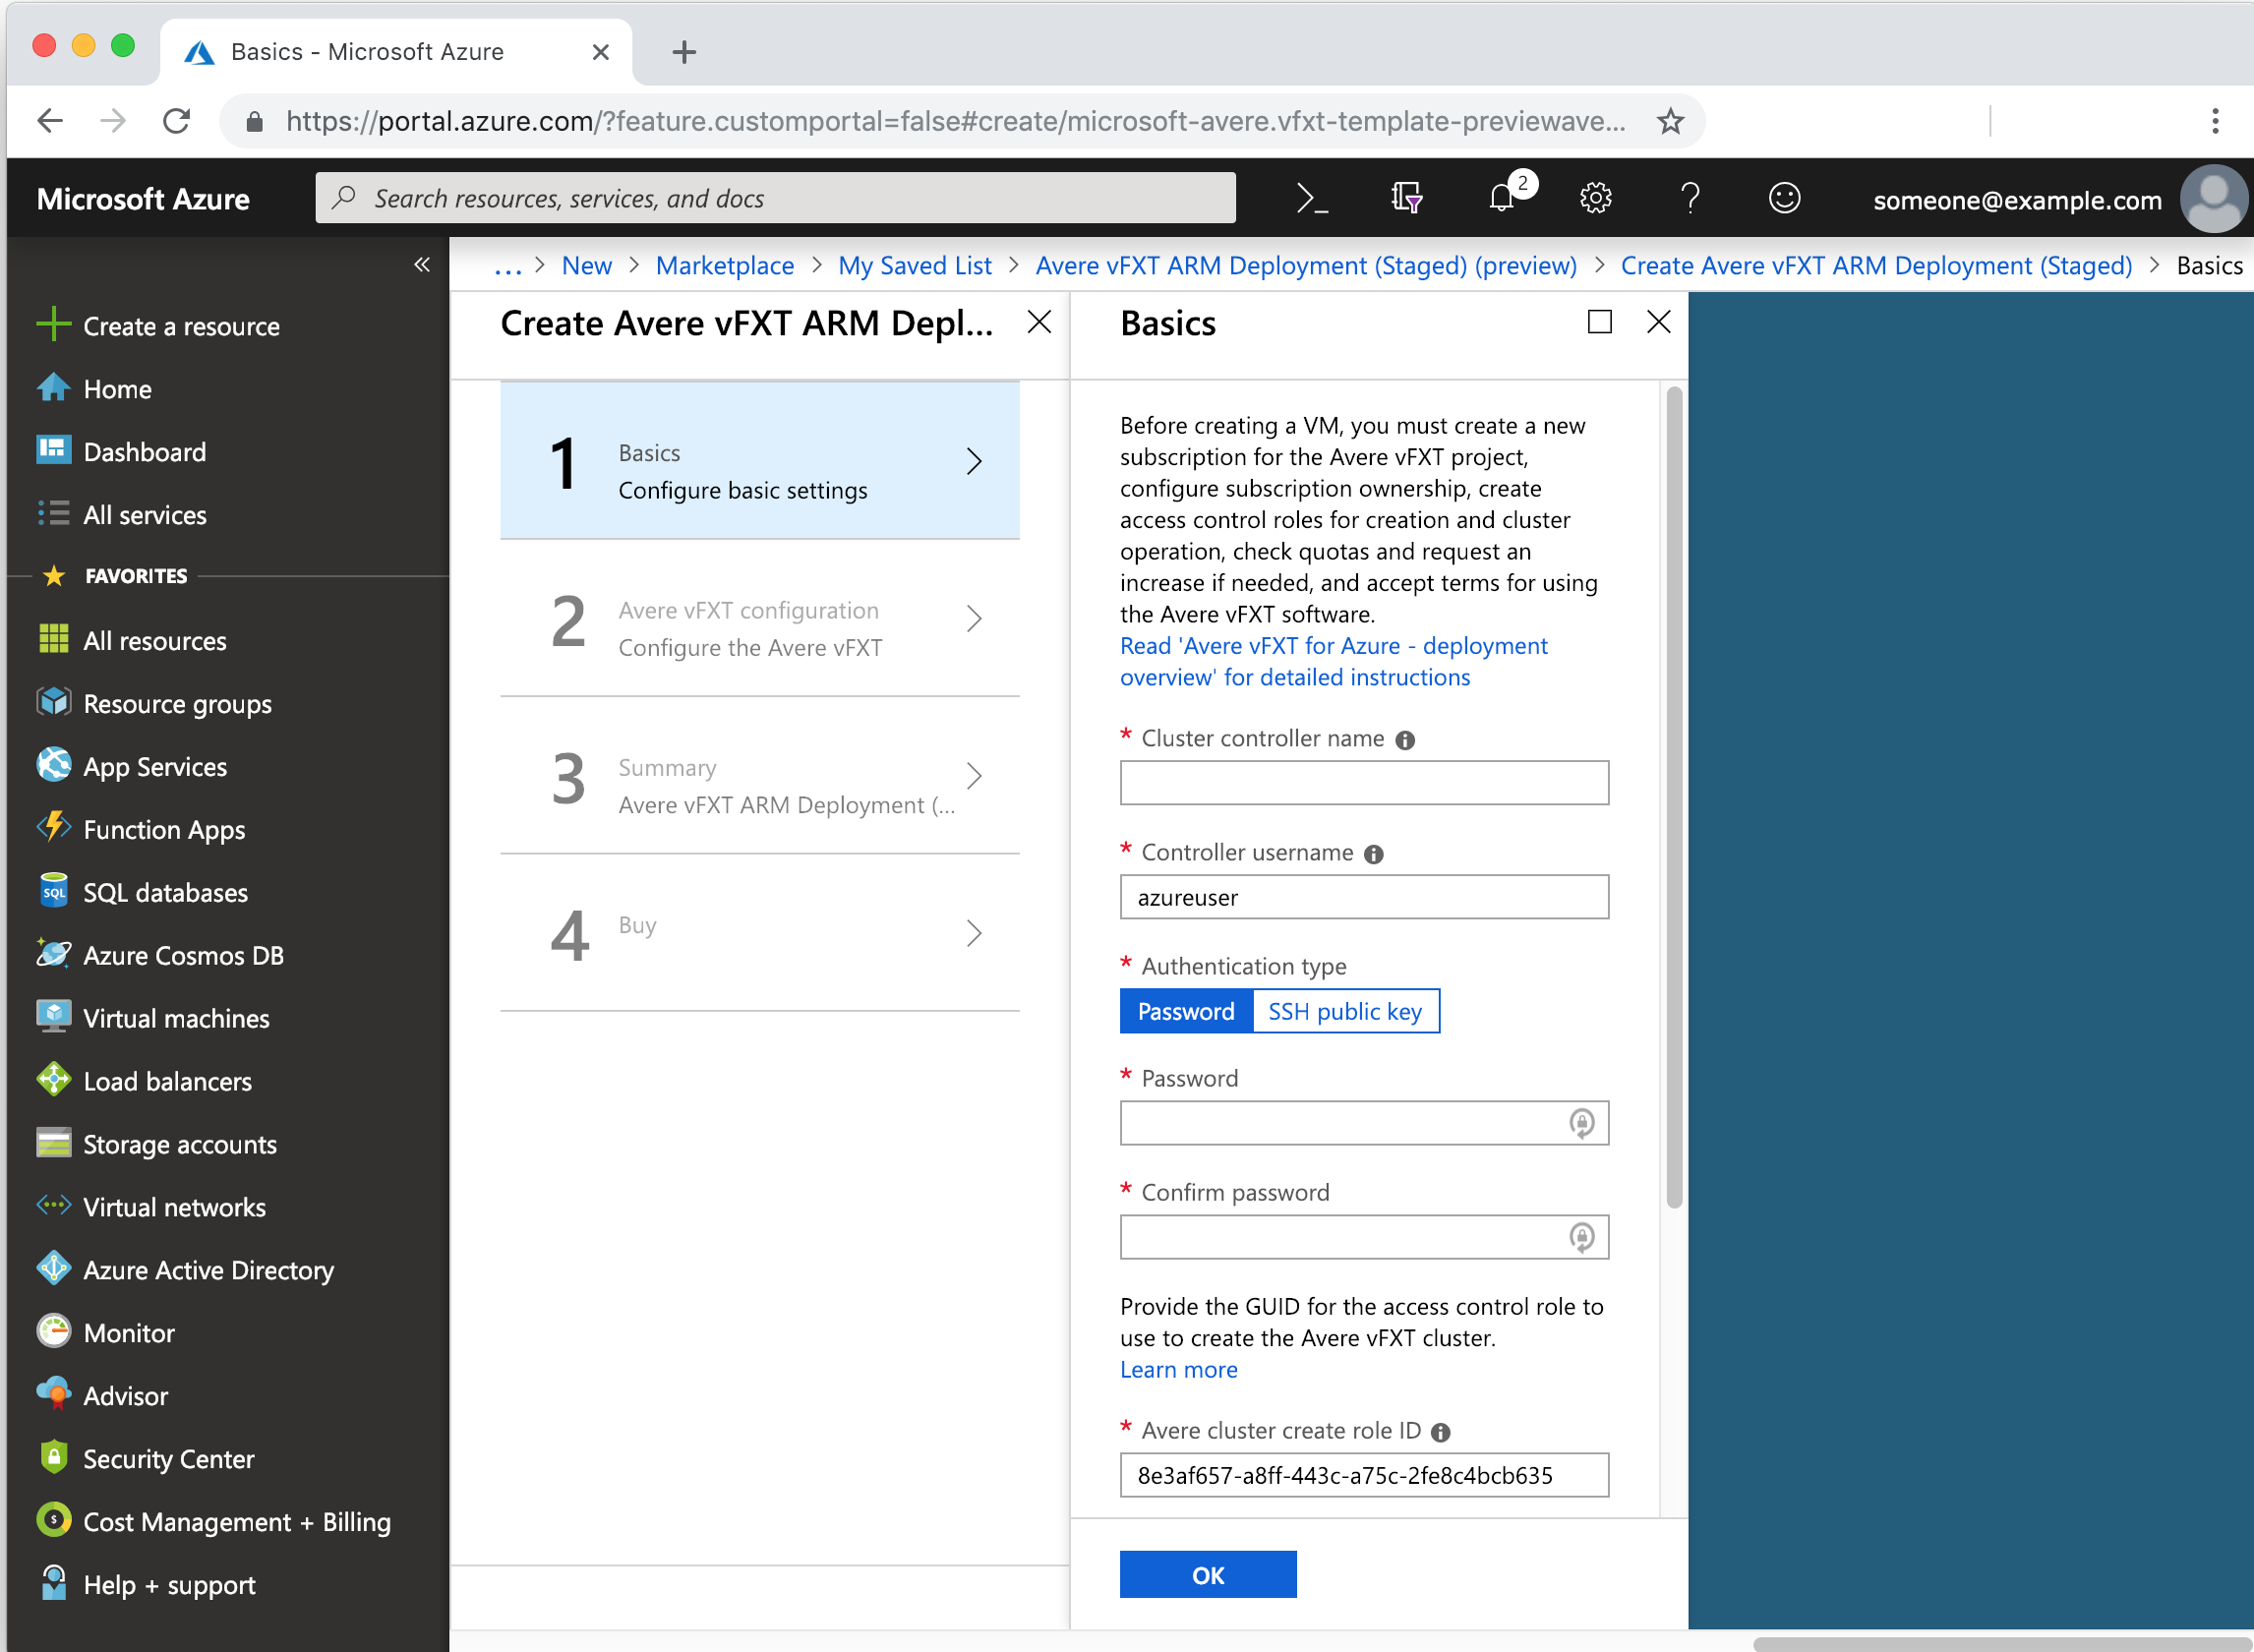 Basics - Microsoft Azure
https://portal.azure.com/?feature.customportal=false#create/microsoft-avere.vfxt-template-previewave...
Microsoft Azure
Search resources, services, and docs
2
someone@example.com
... > New > Marketplace > My Saved List > Avere vFXT ARM Deployment (Staged) (preview) > Create Avere vFXT ARM Deployment (Staged) > Basics
Create a resource
Home
Dashboard
All services
FAVORITES
All resources
Resource groups
App Services
Function Apps
SQL
SQL databases
Azure Cosmos DB
Virtual machines
Load balancers
Storage accounts
Virtual networks
Azure Active Directory
Monitor
Advisor
Security Center
Cost Management + Billing
Help + support
Create Avere vFXT ARM Depl...
1
Basics
Configure basic settings
2
Avere vFXT configuration
Configure the Avere vFXT
3
Summary
Avere vFXT ARM Deployment (...
4
Buy
Basics
Before creating a VM, you must create a new
subscription for the Avere vFXT project,
configure subscription ownership, create
access control roles for creation and cluster
operation, check quotas and request an
increase if needed, and accept terms for using
the Avere vFXT software.
Read 'Avere vFXT for Azure - deployment
overview' for detailed instructions
* Cluster controller name
* Controller username
azureuser
* Authentication type
Password SSH public key
* Password
* Confirm password
Provide the GUID for the access control role to
use to create the Avere vFXT cluster.
Learn more
* Avere cluster create role ID
8e3af657-a8ff-443c-a75c-2fe8c4bcb635
OK